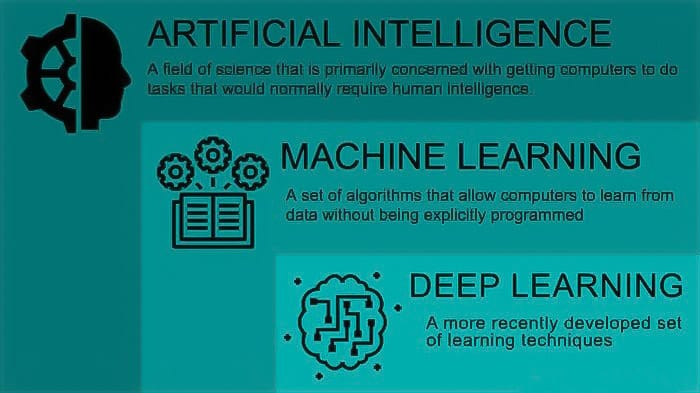 ARTIFICIAL INTELLIGENCE
A field of science that is primarily concerned with getting computers to do
tasks that would normally require human intelligence.
MACHINE LEARNING
A set of algorithms that allow computers to learn from
data without being explicitly programmed
DEEP LEARNING
A more recently developed set
of learning techniques